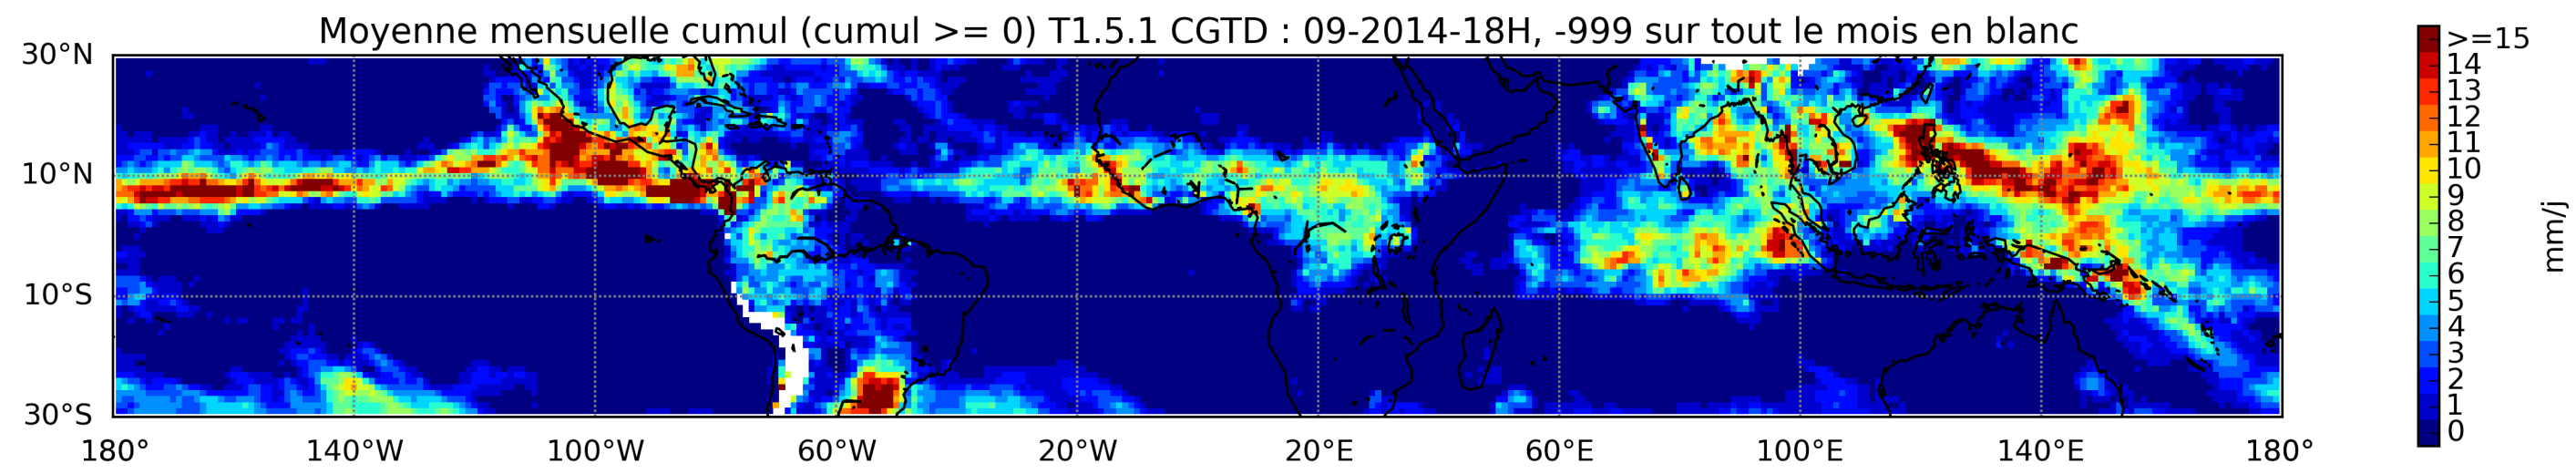 Moyenne mensuelle cumul (cumul >= 0) T1.5.1 CGTD : 09-2014-18H, -999 sur tout le mois en blanc
30°N
10°N
10°S
30°S
180° 140°W 100°W 60°W 20°W 20°E 60°E 100°E 140°E 180°
>=15
14
13
12
11
10
9
8
7
6
5
4
3
2
1
0
mm/j